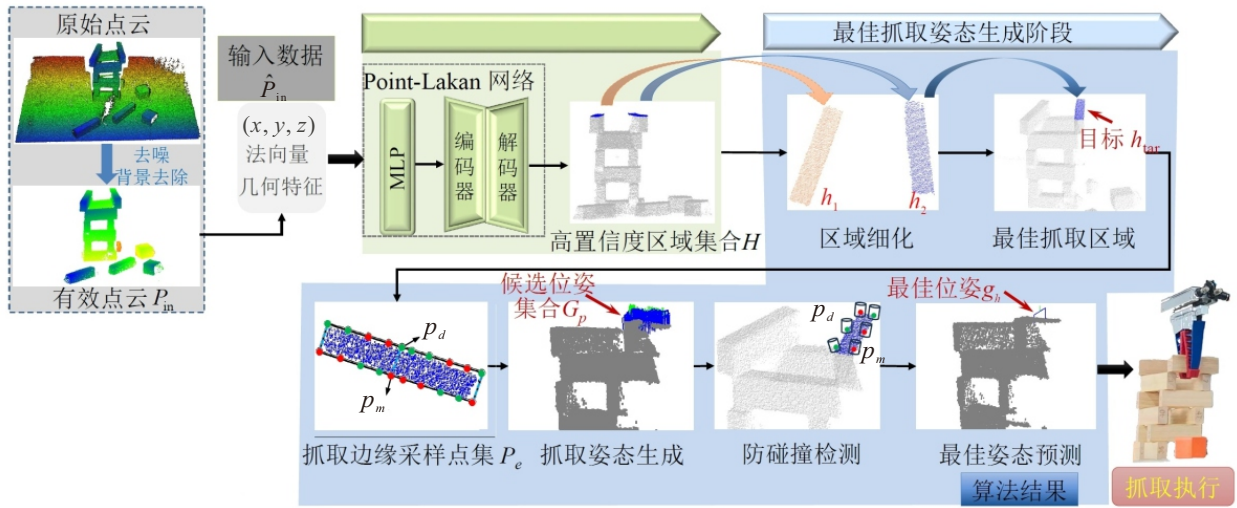 原始点云
去噪
背景去除
有效点云 P_in
输入数据
P̂_in
(x, y, z)
法向量
几何特征
Point-Lakan 网络
MLP
编码器
解码器
高置信度区域集合H
最佳抓取姿态生成阶段
h_1
h_2
区域细化
目标 h_tar
最佳抓取区域
p_d
p_m
抓取边缘采样点集 P_e
候选位姿
集合G_p
抓取姿态生成
p_d
p_m
防碰撞检测
最佳位姿g_h
最佳姿态预测
算法结果
抓取执行